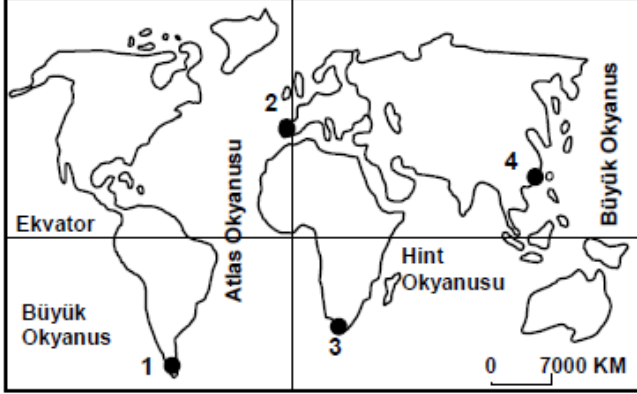 2
4
Atlas Okyanusu
Büyük Okyanus
Ekvator
Hint
Okyanusu
Büyük
Okyanus
1
3
0 7000 KM